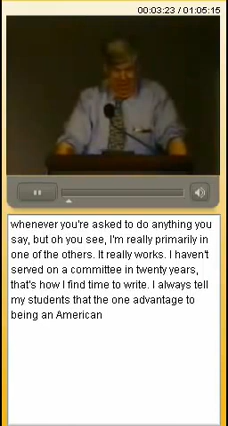 00:03:23 / 01:05:15
whenever you're asked to do anything you
say, but oh you see, I'm really primarily in
one of the others. It really works. I haven't
served on a committee in twenty years,
that's how I find time to write. I always tell
my students that the one advantage to
being an American